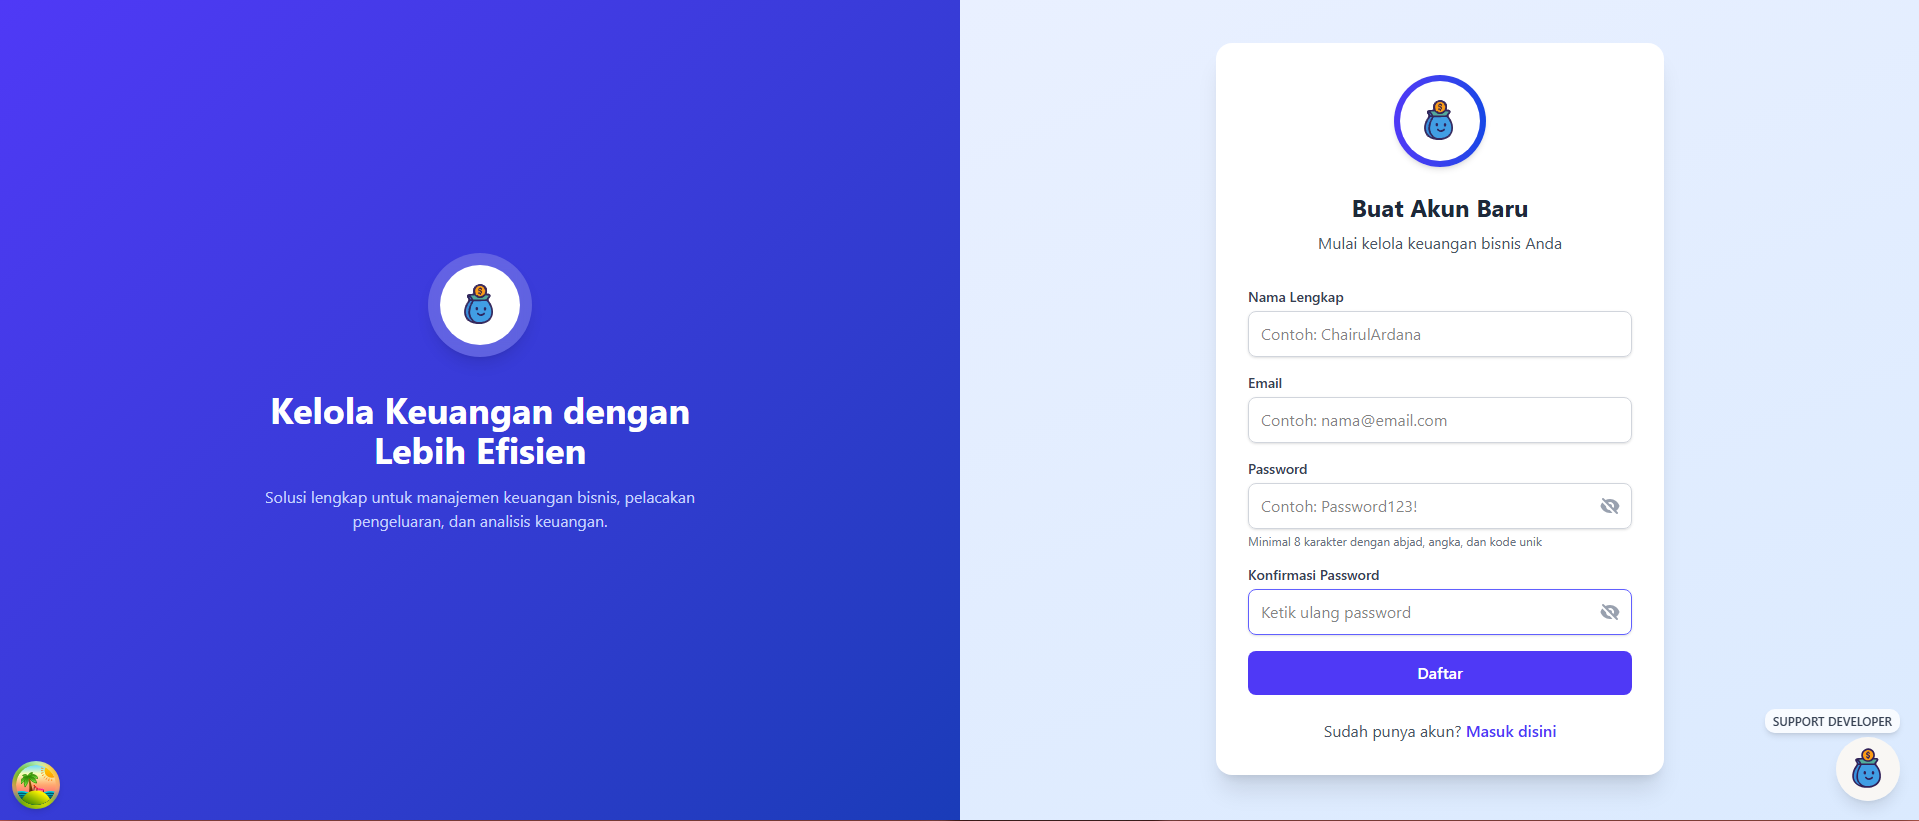 Kelola Keuangan dengan
Lebih Efisien
Solusi lengkap untuk manajemen keuangan bisnis, pelacakan
pengeluaran, dan analisis keuangan.
Buat Akun Baru
Mulai kelola keuangan bisnis Anda
Nama Lengkap
Contoh: ChairulArdana
Email
Contoh: nama@email.com
Password
Contoh: Password123!
Minimal 8 karakter dengan abjad, angka, dan kode unik
Konfirmasi Password
Ketik ulang password
Daftar
Sudah punya akun? Masuk disini
SUPPORT DEVELOPER